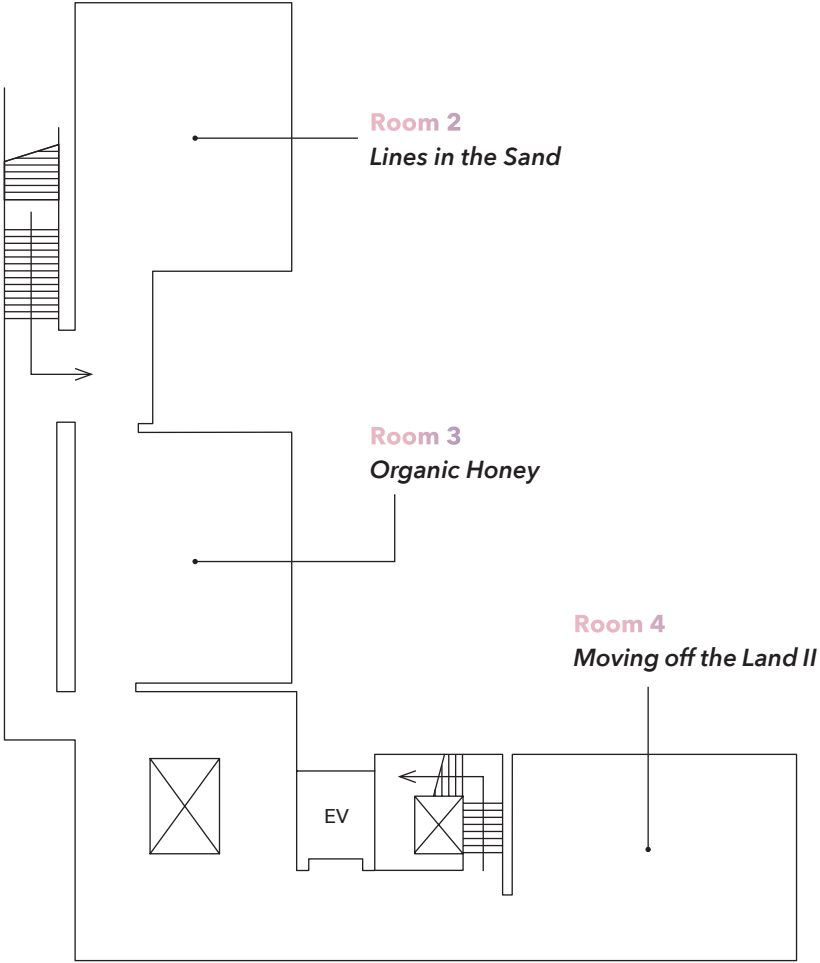 Room 2
Lines in the Sand
Room 3
Organic Honey
Room 4
Moving off the Land II
EV